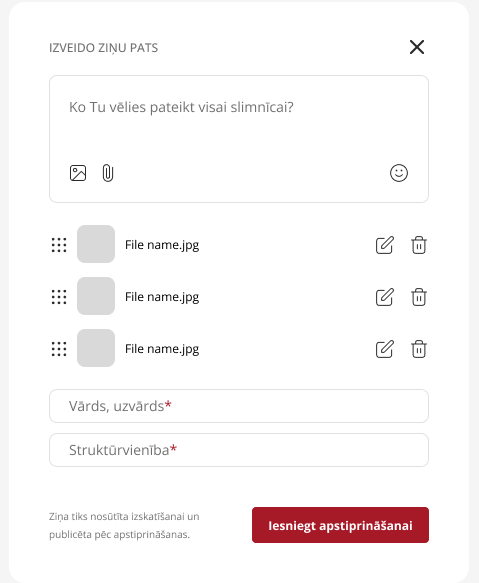 IZVEIDO ZIŅU PATS
Ko Tu vēlies pateikt visai slimnīcai?
File name.jpg
File name.jpg
File name.jpg
Vārds, uzvārds*
Struktūrvienība*
Ziņa tiks nosūtīta izskatīšanai un
publicēta pēc apstiprināšanas.
Iesniegt apstiprināšanai